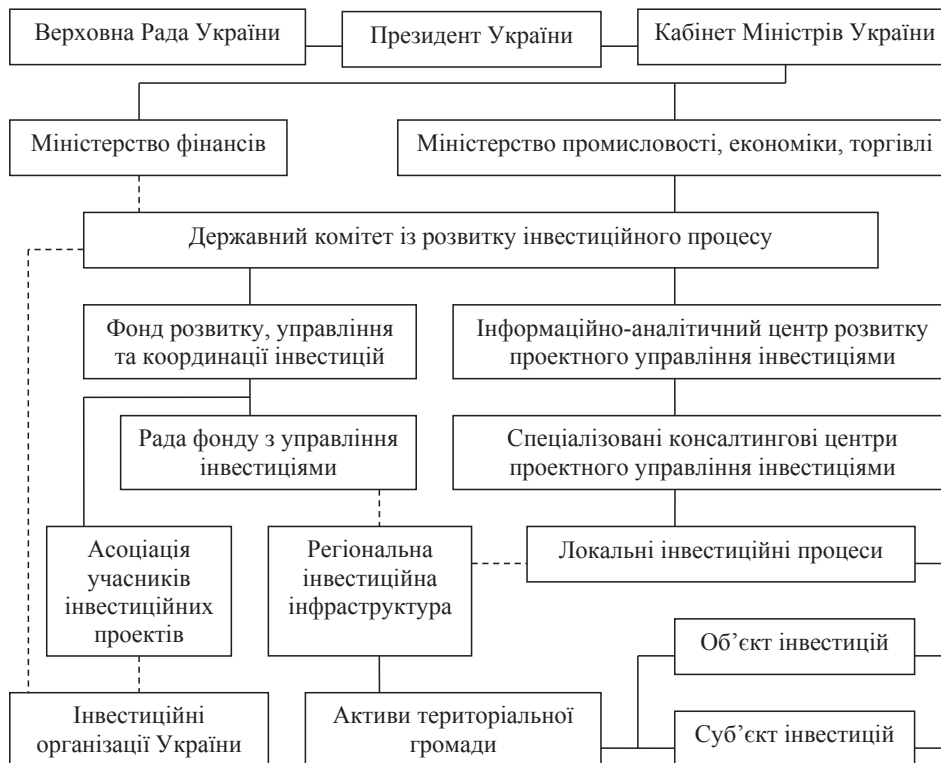 Верховна Рада України
Президент України
Кабінет Міністрів України
Міністерство фінансів
Міністерство промисловості, економіки, торгівлі
Державний комітет із розвитку інвестиційного процесу
Фонд розвитку, управління
та координації інвестицій
Інформаційно-аналітичний центр розвитку
проектного управління інвестиціями
Рада фонду з управління
інвестиціями
Спеціалізовані консалтингові центри
проектного управління інвестиціями
Асоціація
учасників
інвестиційних
проектів
Регіональна
інвестиційна
інфраструктура
Локальні інвестиційні процеси
Об’єкт інвестицій
Інвестиційні
організації України
Активи територіальної
громади
Суб’єкт інвестицій